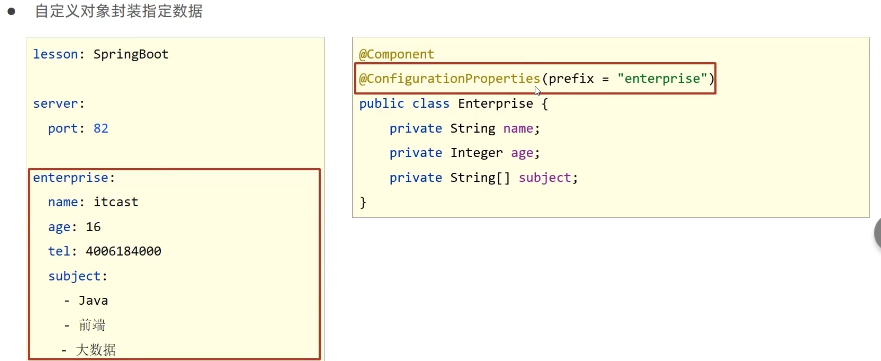 ● 自定义对象封装指定数据
lesson: SpringBoot
server:
  port: 82
enterprise:
  name: itcast
  age: 16
  tel: 4006184000
  subject:
    - Java
    - 前端
    - 大数据
@Component
@ConfigurationProperties(prefix = "enterprise")
public class Enterprise {
    private String name;
    private Integer age;
    private String[] subject;
}